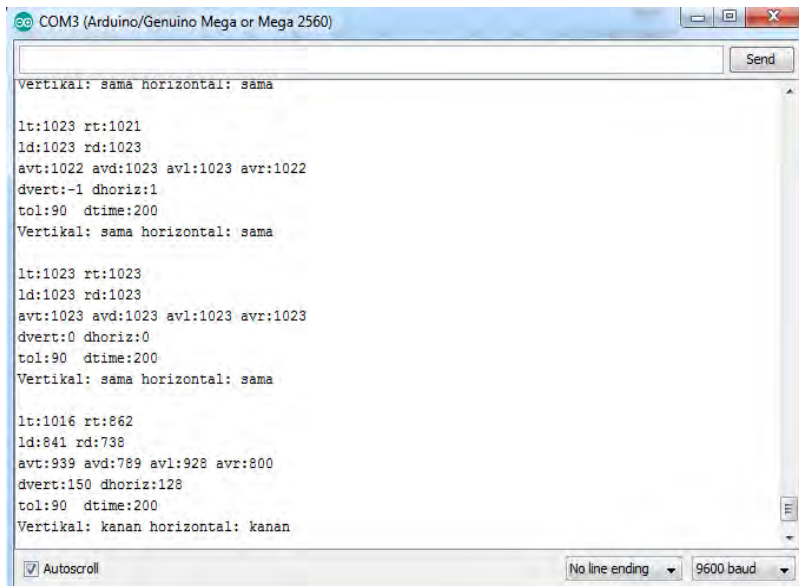 COM3 (Arduino/Genuino Mega or Mega 2560)
Send
Vertikal: sama horizontal: sama
lt:1023 rt:1021
ld:1023 rd:1023
avt:1022 avd:1023 avl:1023 avr:1022
dvert:-1 dhoriz:1
tol:90  dtime:200
Vertikal: sama horizontal: sama
lt:1023 rt:1023
ld:1023 rd:1023
avt:1023 avd:1023 avl:1023 avr:1023
dvert:0 dhoriz:0
tol:90  dtime:200
Vertikal: sama horizontal: sama
lt:1016 rt:862
ld:841 rd:738
avt:939 avd:789 avl:928 avr:800
dvert:150 dhoriz:128
tol:90  dtime:200
Vertikal: kanan horizontal: kanan
Autoscroll
No line ending
9600 baud